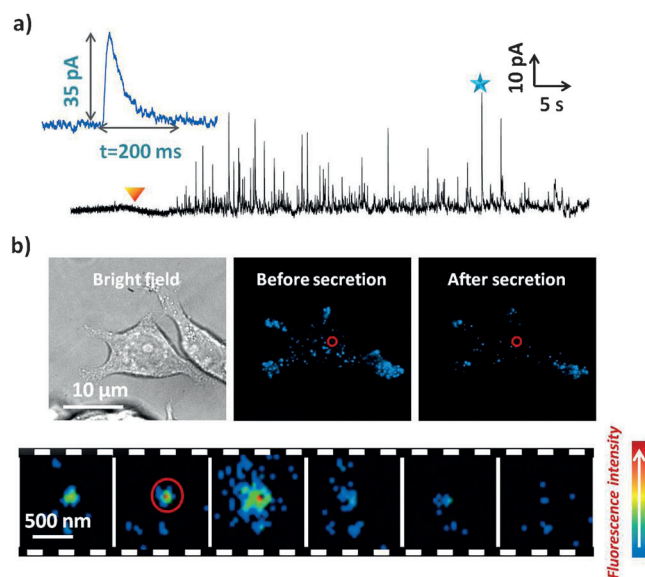 a)
35 pA
t=200 ms
10 pA
5 s
b)
Bright field
Before secretion
After secretion
10 µm
500 nm
Fluorescence intensity